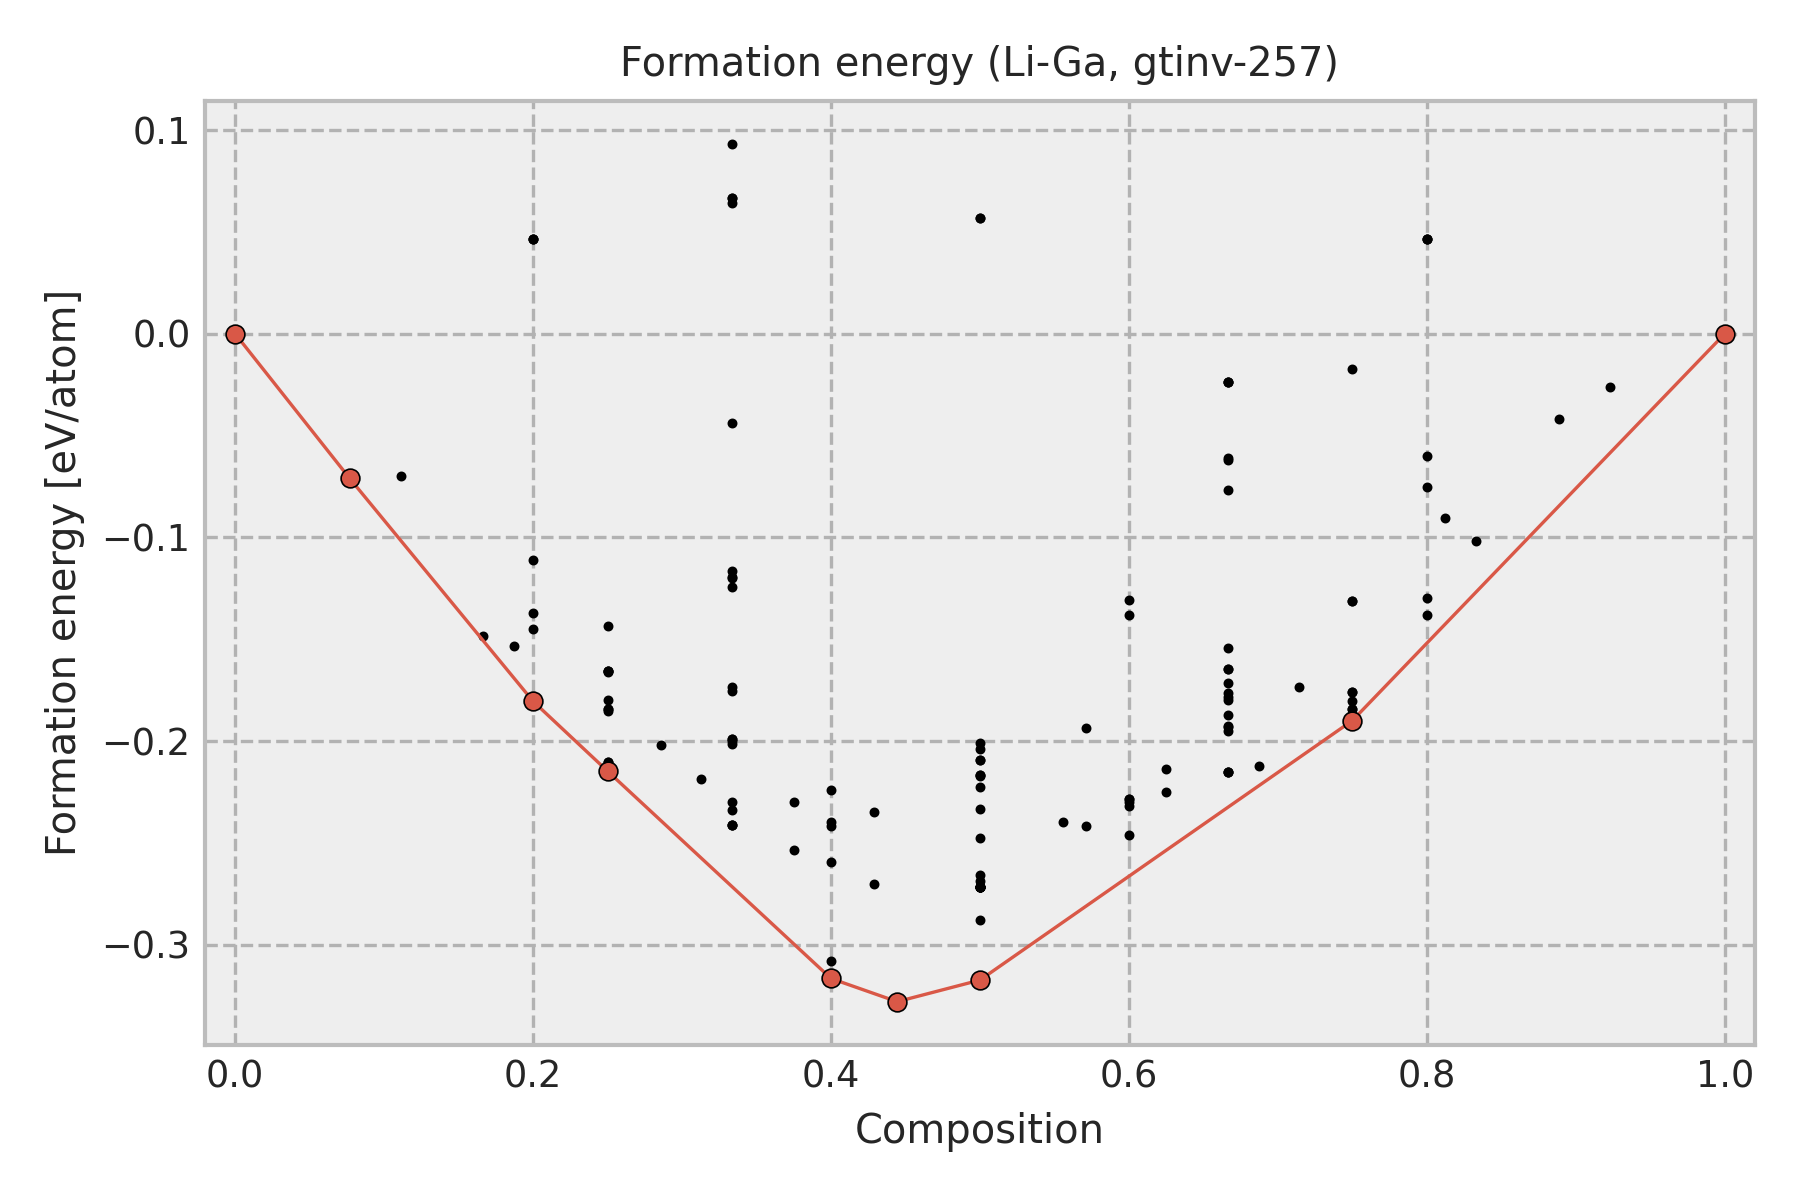 Formation energy (Li-Ga, gtinv-257)
Formation energy [eV/atom]
0.1
0.0
−0.1
−0.2
−0.3
0.0 0.2 0.4 0.6 0.8 1.0
Composition